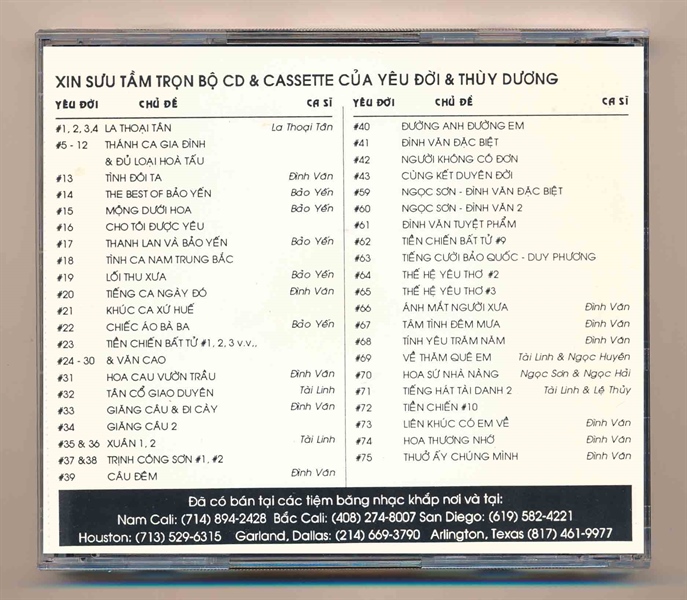 XIN SƯU TẦM TRỌN BỘ CD & CASSETTE CỦA YÊU ĐỜI & THÙY DƯƠNG
YÊU ĐỜI CHỦ ĐỀ CA SĨ
#1, 2, 3,4 LA THOẠI TÂN La Thoại Tân
#5 - 12 THÁNH CA GIA ĐÌNH
& ĐỦ LOẠI HOÀ TẤU
#13 TÌNH ĐÔI TA Đình Văn
#14 THE BEST OF BẢO YẾN Bảo Yến
#15 MỘNG DƯỚI HOA Bảo Yến
#16 CHO TÔI ĐƯỢC YÊU
#17 THANH LAN VÀ BẢO YẾN Bảo Yến
#18 TÌNH CA NAM TRUNG BẮC
#19 LỐI THU XƯA Bảo Yến
#20 TIẾNG CA NGÀY ĐÓ Đình Văn
#21 KHÚC CA XỨ HUẾ
#22 CHIẾC ÁO BÀ BA Bảo Yến
#23 TIỀN CHIẾN BẤT TỬ #1, 2, 3 v.v..
#24 - 30 & VĂN CAO
#31 HOA CAU VƯỜN TRẦU Đình Văn
#32 TÂN CỔ GIAO DUYÊN Tài Linh
#33 GIĂNG CÂU & ĐI CÀY Đình Văn
#34 GIĂNG CÂU 2
#35 & 36 XUÂN 1, 2 Tài Linh
#37 &38 TRỊNH CÔNG SƠN #1, #2
#39 CẦU ĐÊM Đình Văn
YÊU ĐỜI CHỦ ĐỀ CA SĨ
#40 ĐƯỜNG ANH ĐƯỜNG EM
#41 ĐÌNH VĂN ĐẶC BIỆT
#42 NGƯỜI KHÔNG CÔ ĐƠN
#43 CÙNG KẾT DUYÊN ĐỜI
#59 NGỌC SƠN - ĐÌNH VĂN ĐẶC BIỆT
#60 NGỌC SƠN - ĐÌNH VĂN 2
#61 ĐÌNH VĂN TUYỆT PHẨM
#62 TIỀN CHIẾN BẤT TỬ #9
#63 TIẾNG CƯỜI BẢO QUỐC - DUY PHƯƠNG
#64 THẾ HỆ YÊU THƠ #2
#65 THẾ HỆ YÊU THƠ #3
#66 ÁNH MẮT NGƯỜI XƯA Đình Văn
#67 TÂM TÌNH ĐÊM MƯA Đình Văn
#68 TÌNH YÊU TRĂM NĂM Đình Văn
#69 VỀ THĂM QUÊ EM Tài Linh & Ngọc Huyền
#70 HOA SỨ NHÀ NÀNG Ngọc Sơn & Ngọc Hải
#71 TIẾNG HÁT TÀI DANH 2 Tài Linh & Lệ Thủy
#72 TIỀN CHIẾN #10
#73 LIÊN KHÚC CÓ EM VỀ Đình Văn
#74 HOA THƯƠNG NHỚ Đình Văn
#75 THUỞ ẤY CHÚNG MÌNH Đình Văn
Đã có bán tại các tiệm băng nhạc khắp nơi và tại:
Nam Cali: (714) 894-2428 Bắc Cali: (408) 274-8007 San Diego: (619) 582-4221
Houston: (713) 529-6315 Garland, Dallas: (214) 669-3790 Arlington, Texas (817) 461-9977